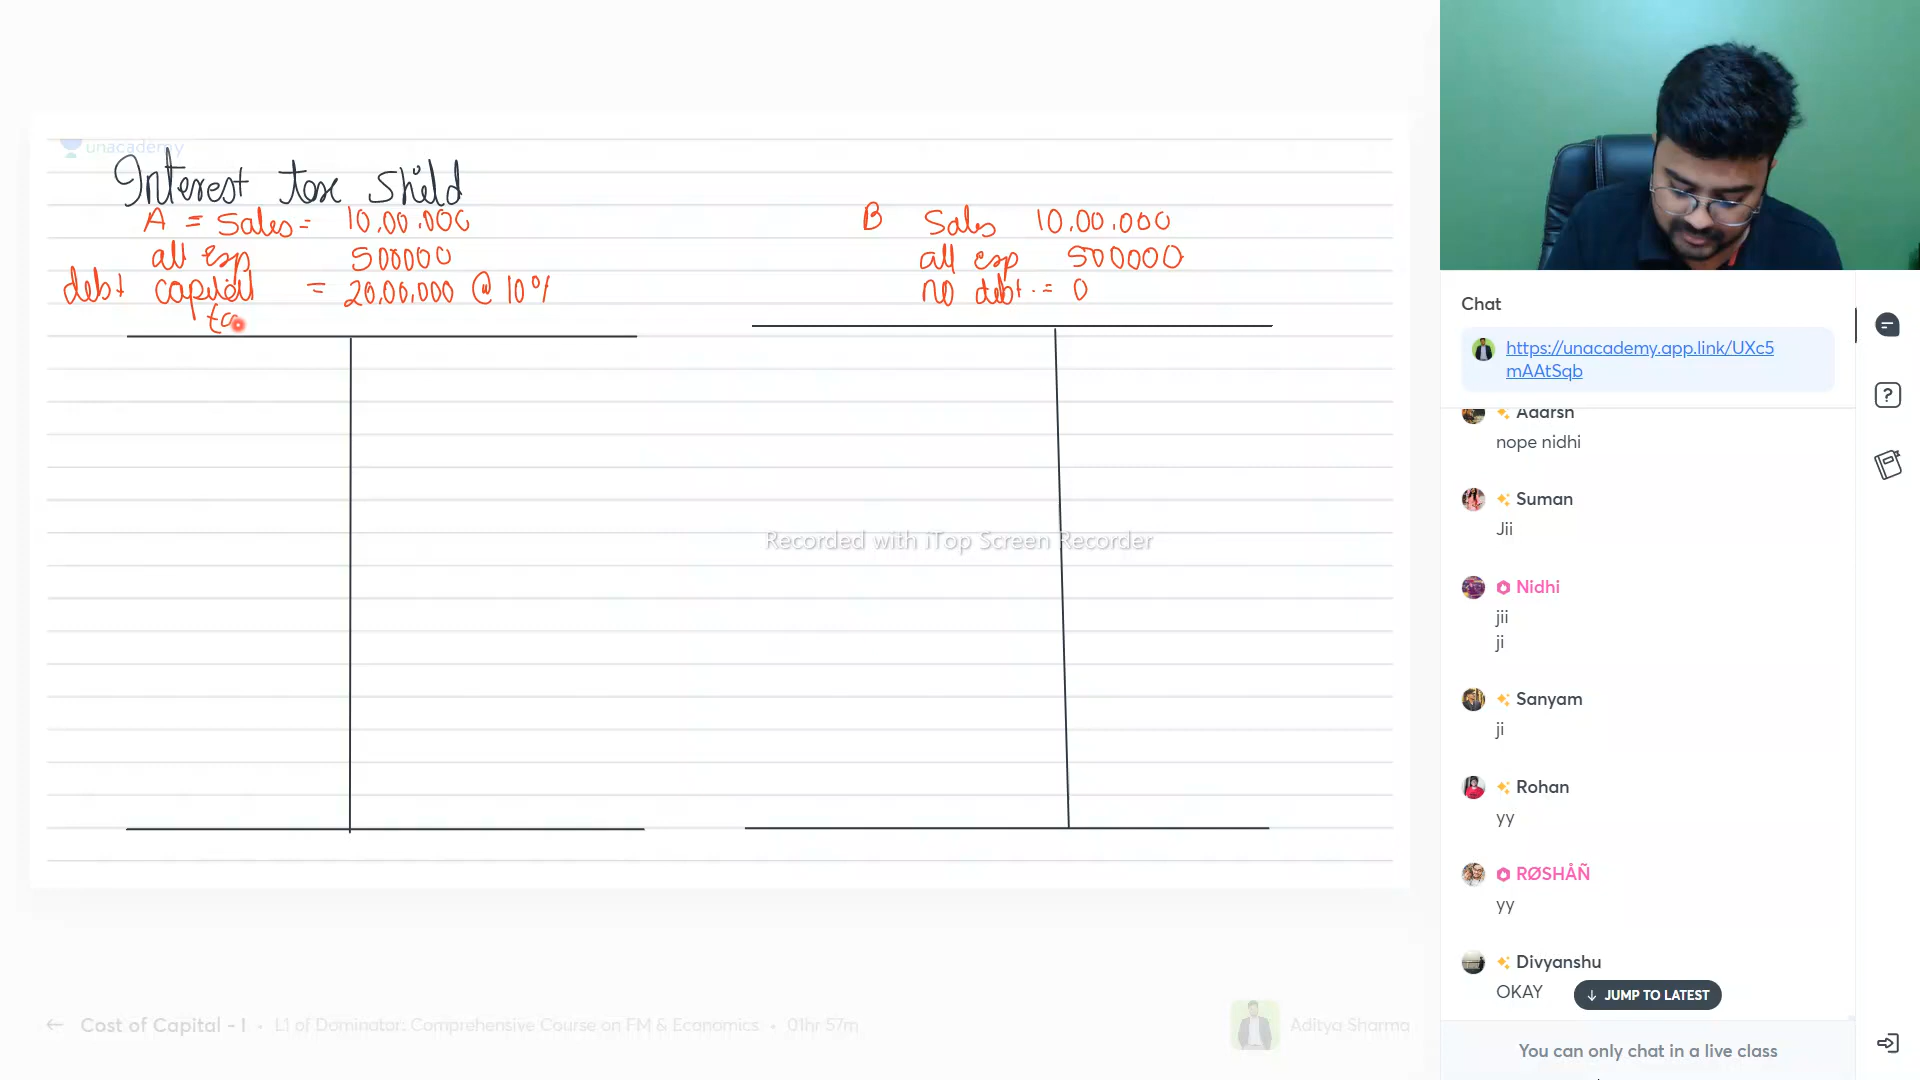 unacademy
Interest tax Shild
A = Sales = 10,00,000
all exp 500000
debt capital = 20,00,000 @ 10%
B Sales 10,00,000
all exp 500000
no debt = 0
Recorded with iTop Screen Recorder
← Cost of Capital - I • L1 of Dominator: Comprehensive Course on FM & Economics • 01hr 57m
Aditya Sharma
Chat
https://unacademy.app.link/UXc5
mAAtSqb
Adarsh
nope nidhi
Suman
Jii
Nidhi
jii
ji
Sanyam
ji
Rohan
yy
RØSHÅÑ
yy
Divyanshu
OKAY
↓ JUMP TO LATEST
You can only chat in a live class